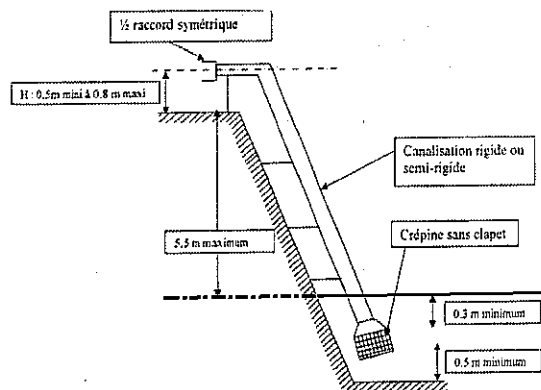 ½ raccord symétrique
H : 0.5m mini à 0.8 m maxi
Canalisation rigide ou
semi-rigide
5.5 m maximum
Crépine sans clapet
0.3 m minimum
0.5 m minimum